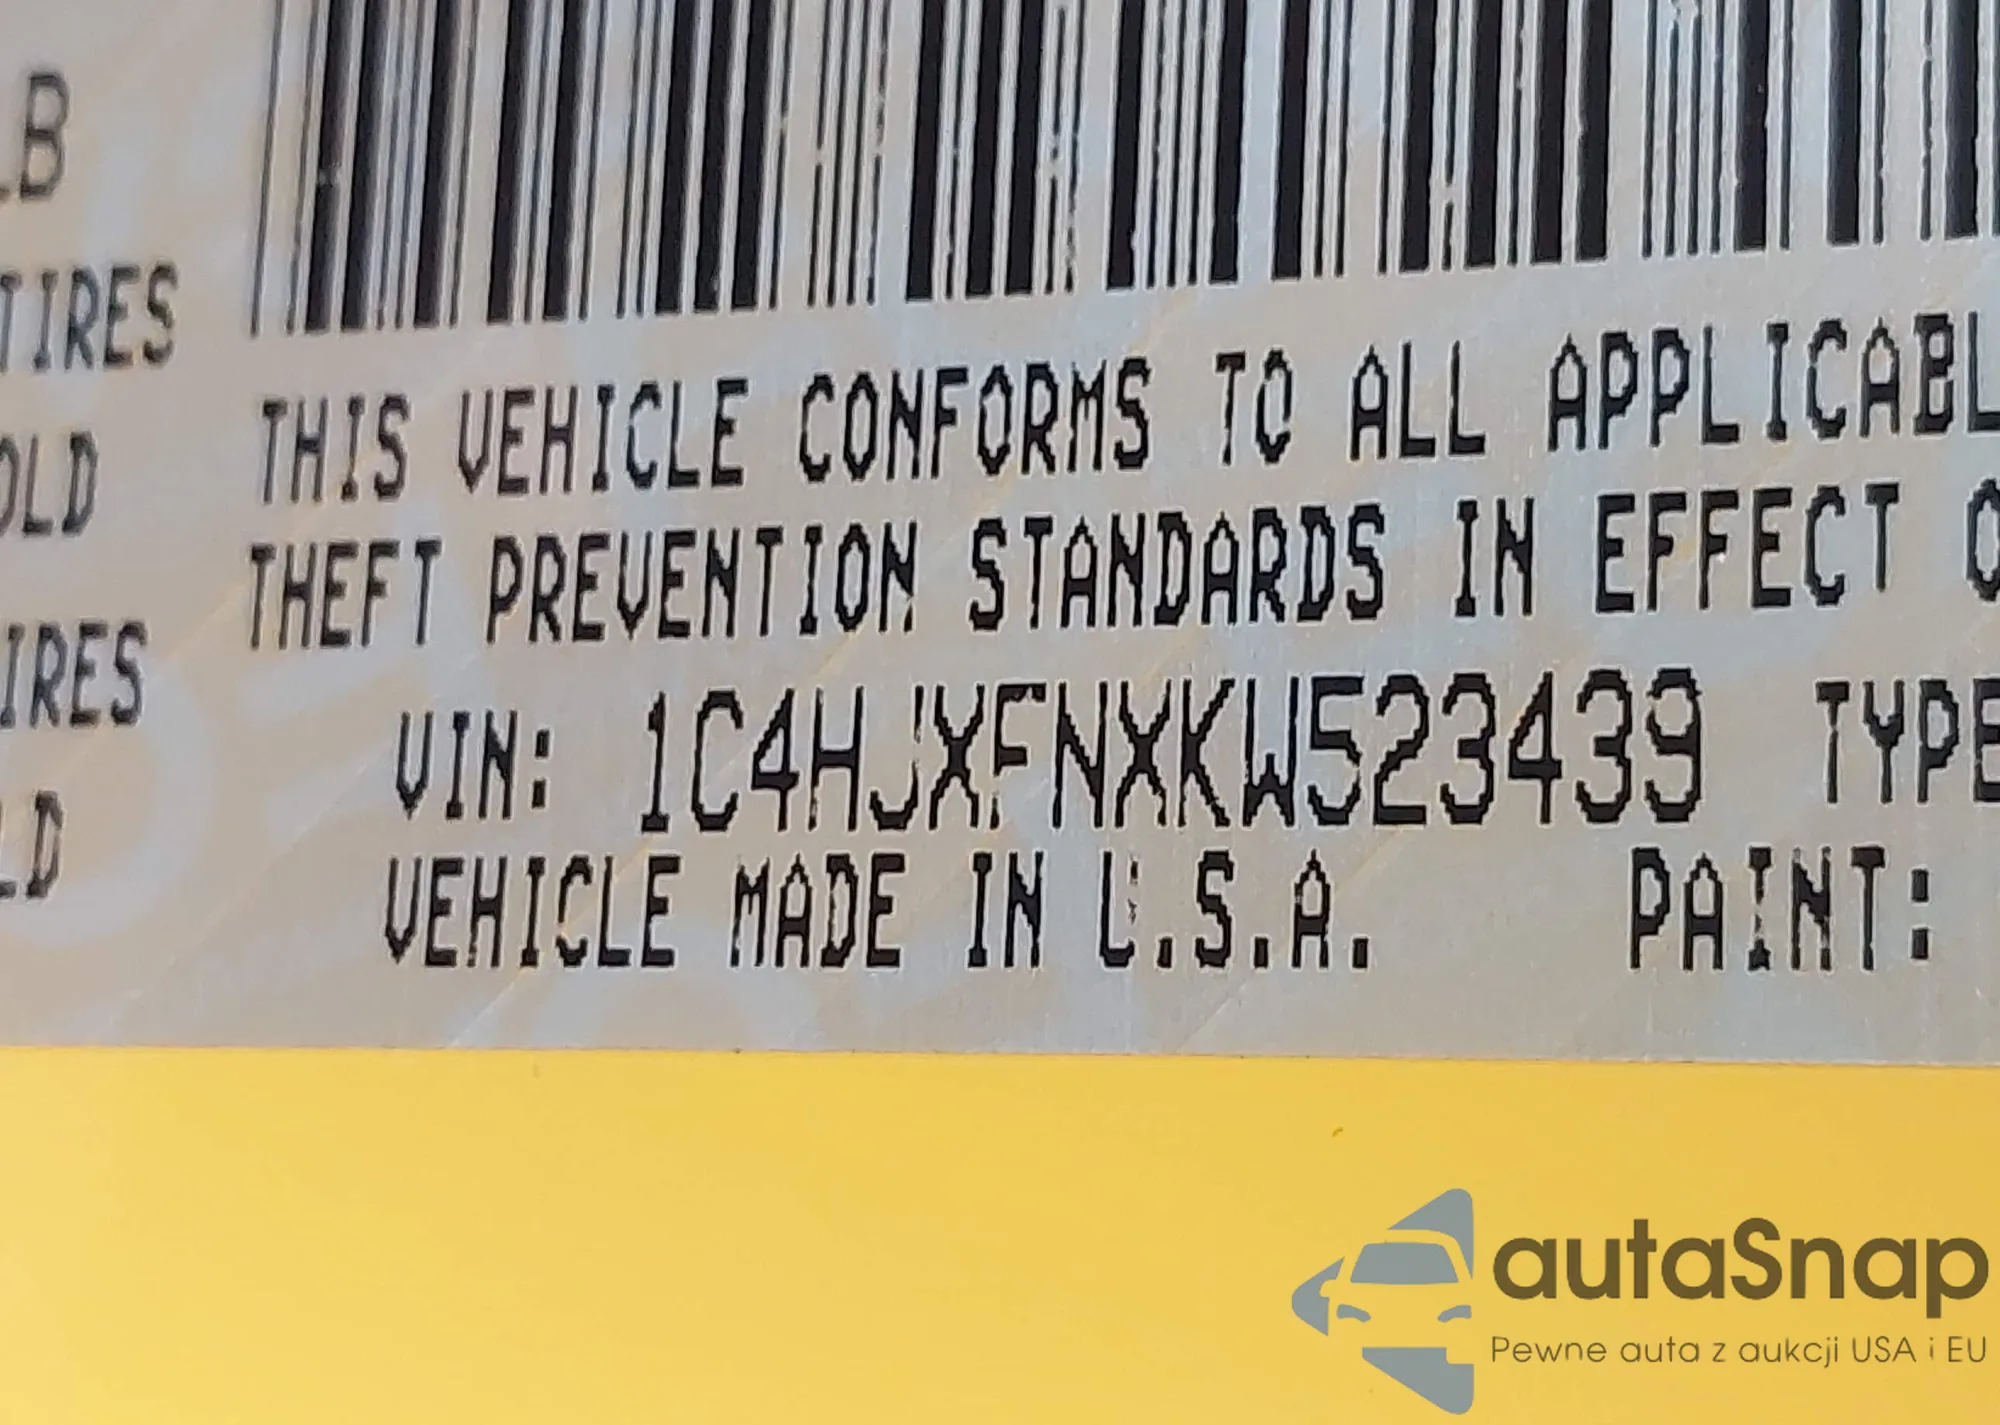 LB
TIRES
OLD
IRES
LD
THIS VEHICLE CONFORMS TO ALL APPLICABL
THEFT PREVENTION STANDARDS IN EFFECT O
VIN: 1C4HJXFNXKW523439 TYPE
VEHICLE MADE IN U.S.A. PAINT:
autaSnap
Pewne auta z aukcji USA i EU